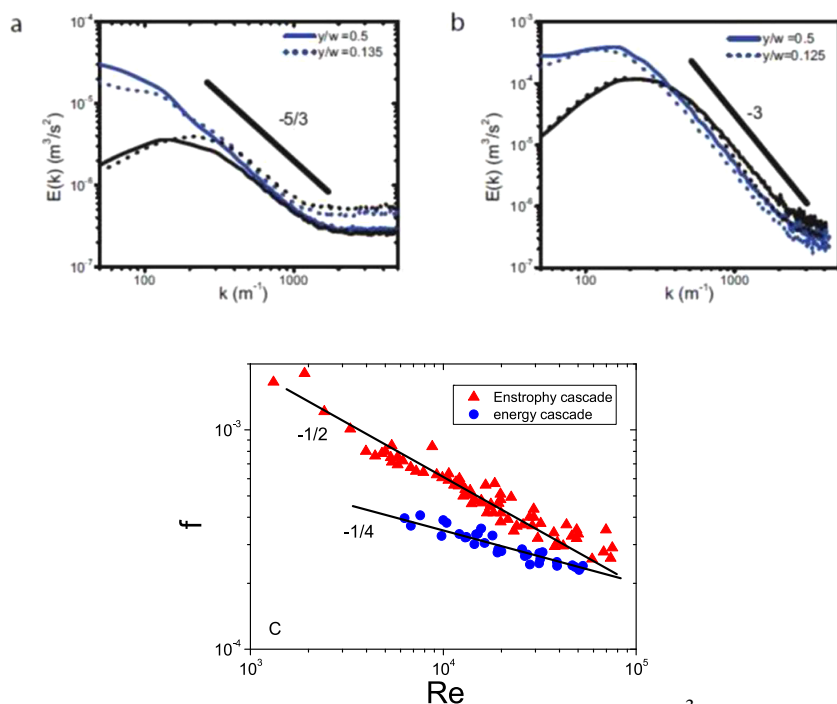 a
y/w=0.5
y/w=0.135
-5/3
10⁻⁴
10⁻⁵
10⁻⁶
10⁻⁷
E(k) (m³/s²)
100
1000
k (m⁻¹)
b
y/w =0.5
y/w=0.125
-3
10⁻³
10⁻⁴
10⁻⁵
10⁻⁶
10⁻⁷
E(k) (m³/s²)
100
1000
k (m⁻¹)
Enstrophy cascade
energy cascade
-1/2
-1/4
10⁻³
10⁻⁴
f
C
10³
10⁴
10⁵
Re